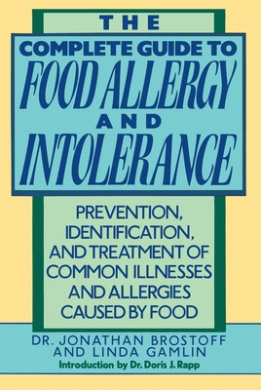 THE
COMPLETE GUIDE TO
FOOD ALLERGY
AND
INTOLERANCE
PREVENTION,
IDENTIFICATION,
AND TREATMENT OF
COMMON ILLNESSES
AND ALLERGIES
CAUSED BY FOOD
DR. JONATHAN BROSTOFF
AND LINDA GAMLIN
Introduction by Dr. Doris J. Rapp